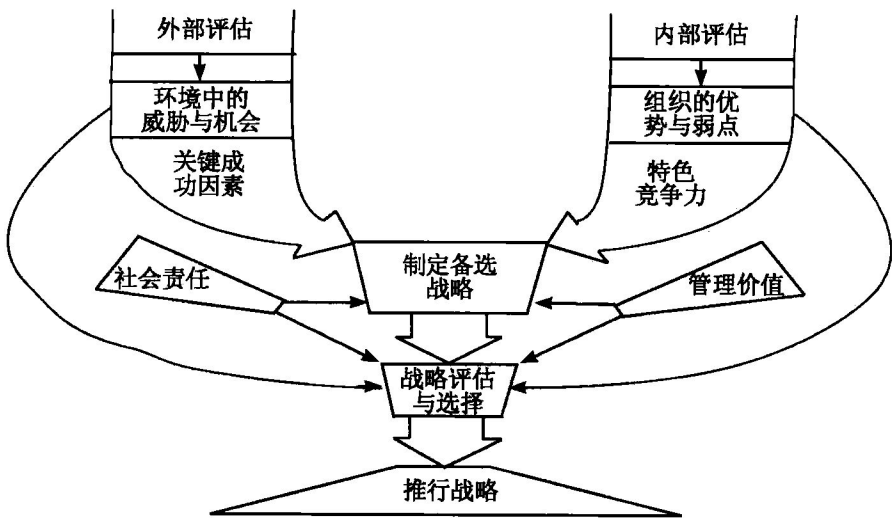 外部评估
内部评估
环境中的
威胁与机会
组织的优
势与弱点
关键成
功因素
特色
竞争力
制定备选
战略
社会责任
管理价值
战略评估
与选择
推行战略